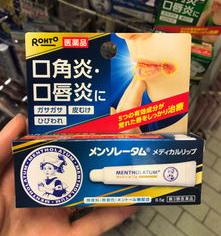 ROHTO 医薬品
口角炎・
口唇炎に
ガサガサ 皮むけ
ひびわれ
5つの有効成分が
荒れた唇をしっかり治療
メンソレータム® メディカルリップ
MENTHOLATUM
MENTHOLATUM®
8.5g
第3類医薬品